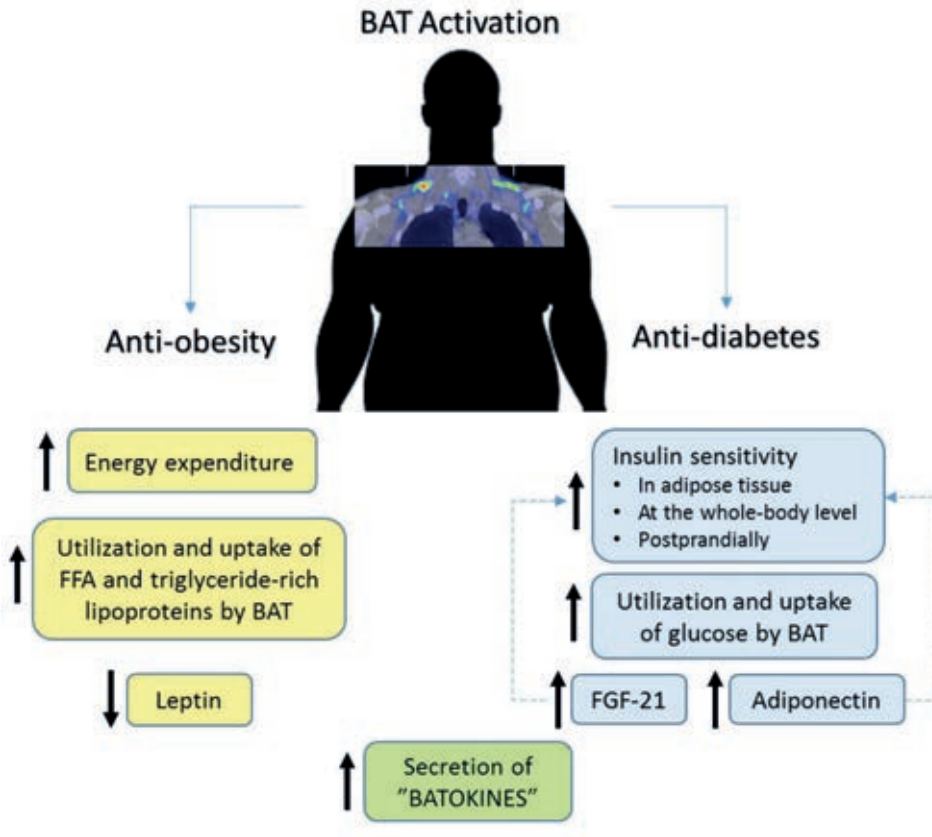 BAT Activation
Anti-obesity
Anti-diabetes
Energy expenditure
Utilization and uptake of
FFA and triglyceride-rich
lipoproteins by BAT
Leptin
Insulin sensitivity
• In adipose tissue
• At the whole-body level
• Postprandially
Utilization and uptake
of glucose by BAT
FGF-21
Adiponectin
Secretion of
”BATOKINES”